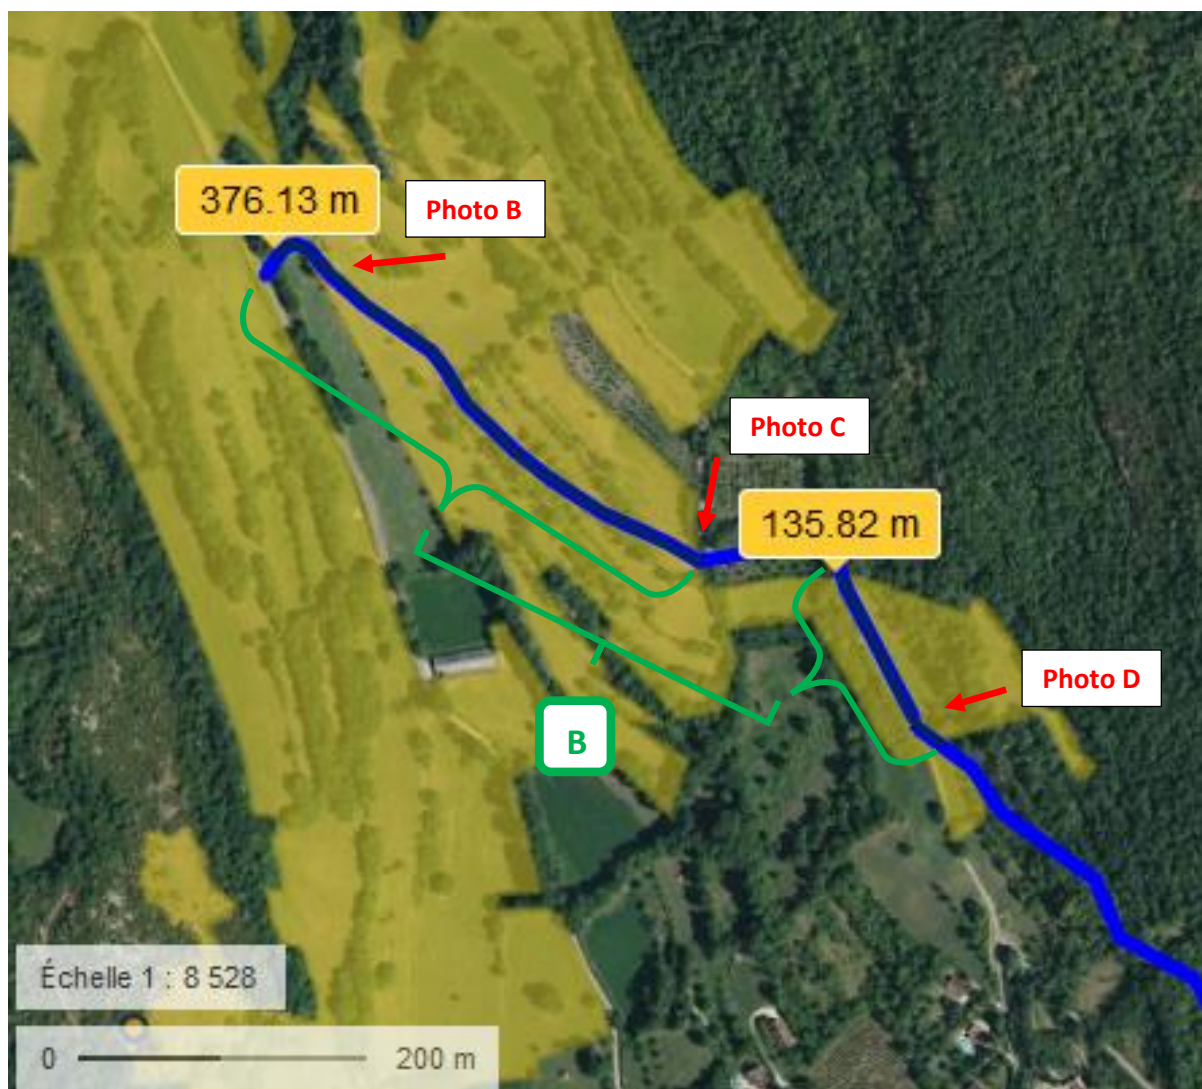 376.13 m
Photo B
Photo C
135.82 m
Photo D
B
Échelle 1 : 8 528
0 200 m